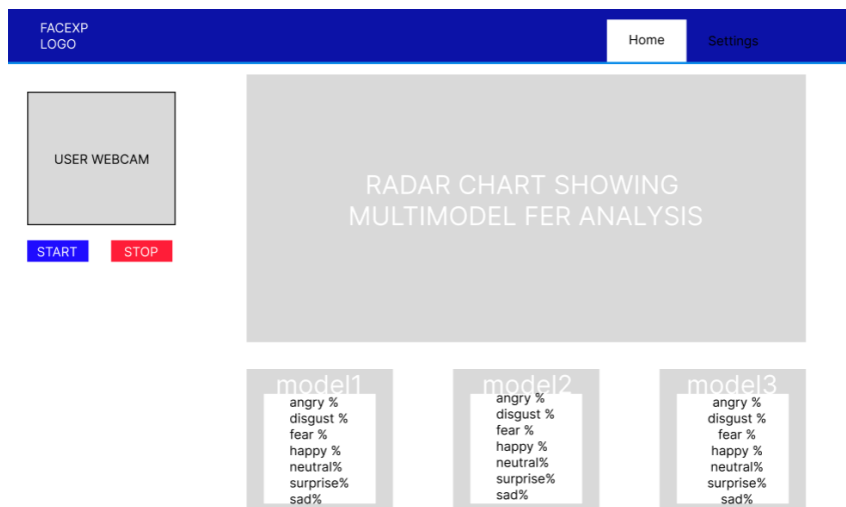 FACEXP
LOGO
Home
Settings
USER WEBCAM
START
STOP
RADAR CHART SHOWING
MULTIMODEL FER ANALYSIS
model1
angry %
disgust %
fear %
happy %
neutral%
surprise%
sad%
model2
angry %
disgust %
fear %
happy %
neutral%
surprise%
sad%
model3
angry %
disgust %
fear %
happy %
neutral%
surprise%
sad%